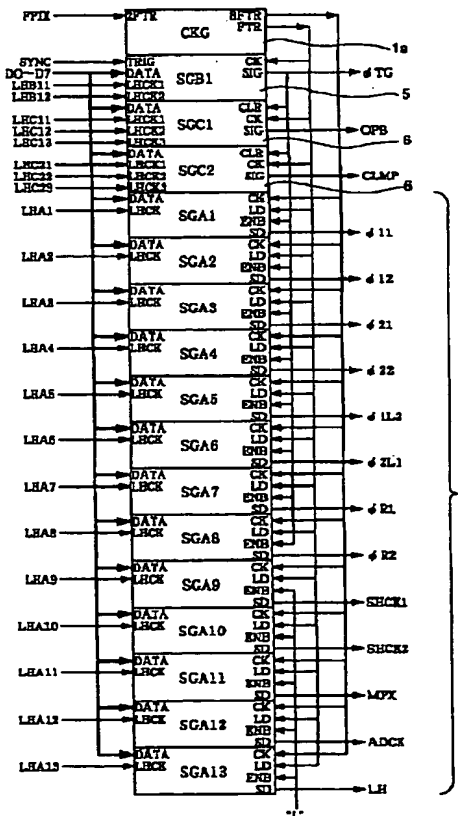 CKG
1a
SYNC TRIG CK
D0-D7 DATA SIG φTG
LHB11 LHCK1 SGB1
LHB12 LHCK2 5
DATA CLR
LHC11 LHCK1 SGC1 CK
LHC12 LHCK2 SIG OPB
LHC13 LHCK3 6
DATA CLR
LHC21 LHCK1 SGC2 CK
LHC22 LHCK2 SIG CLMP
LHC23 LHCK3 6
DATA CK
LHA1 LHCK SGA1 LD
ENB
SD φ11
DATA CK
LHA2 LHCK SGA2 LD
ENB
SD φ12
DATA CK
LHA3 LHCK SGA3 LD
ENB
SD φ21
DATA CK
LHA4 LHCK SGA4 LD
ENB
SD φ22
DATA CK
LHA5 LHCK SGA5 LD
ENB
SD φ1L2
DATA CK
LHA6 LHCK SGA6 LD
ENB
SD φ2L1
DATA CK
LHA7 LHCK SGA7 LD
ENB
SD φR1
DATA CK
LHA8 LHCK SGA8 LD
ENB
SD φR2
DATA CK
LHA9 LHCK SGA9 LD
ENB
SD SHCK1
DATA CK
LHA10 LHCK SGA10 LD
ENB
SD SHCK2
DATA CK
LHA11 LHCK SGA11 LD
ENB
SD MPX
DATA CK
LHA12 LHCK SGA12 LD
ENB
SD ADCK
DATA CK
LHA13 LHCK SGA13 LD
ENB
SD LH